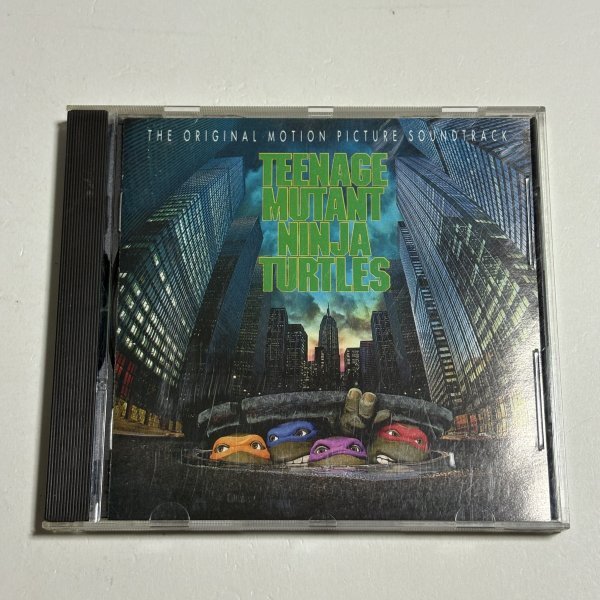 THE ORIGINAL MOTION PICTURE SOUNDTRACK
TEENAGE
MUTANT
NINJA
TURTLES